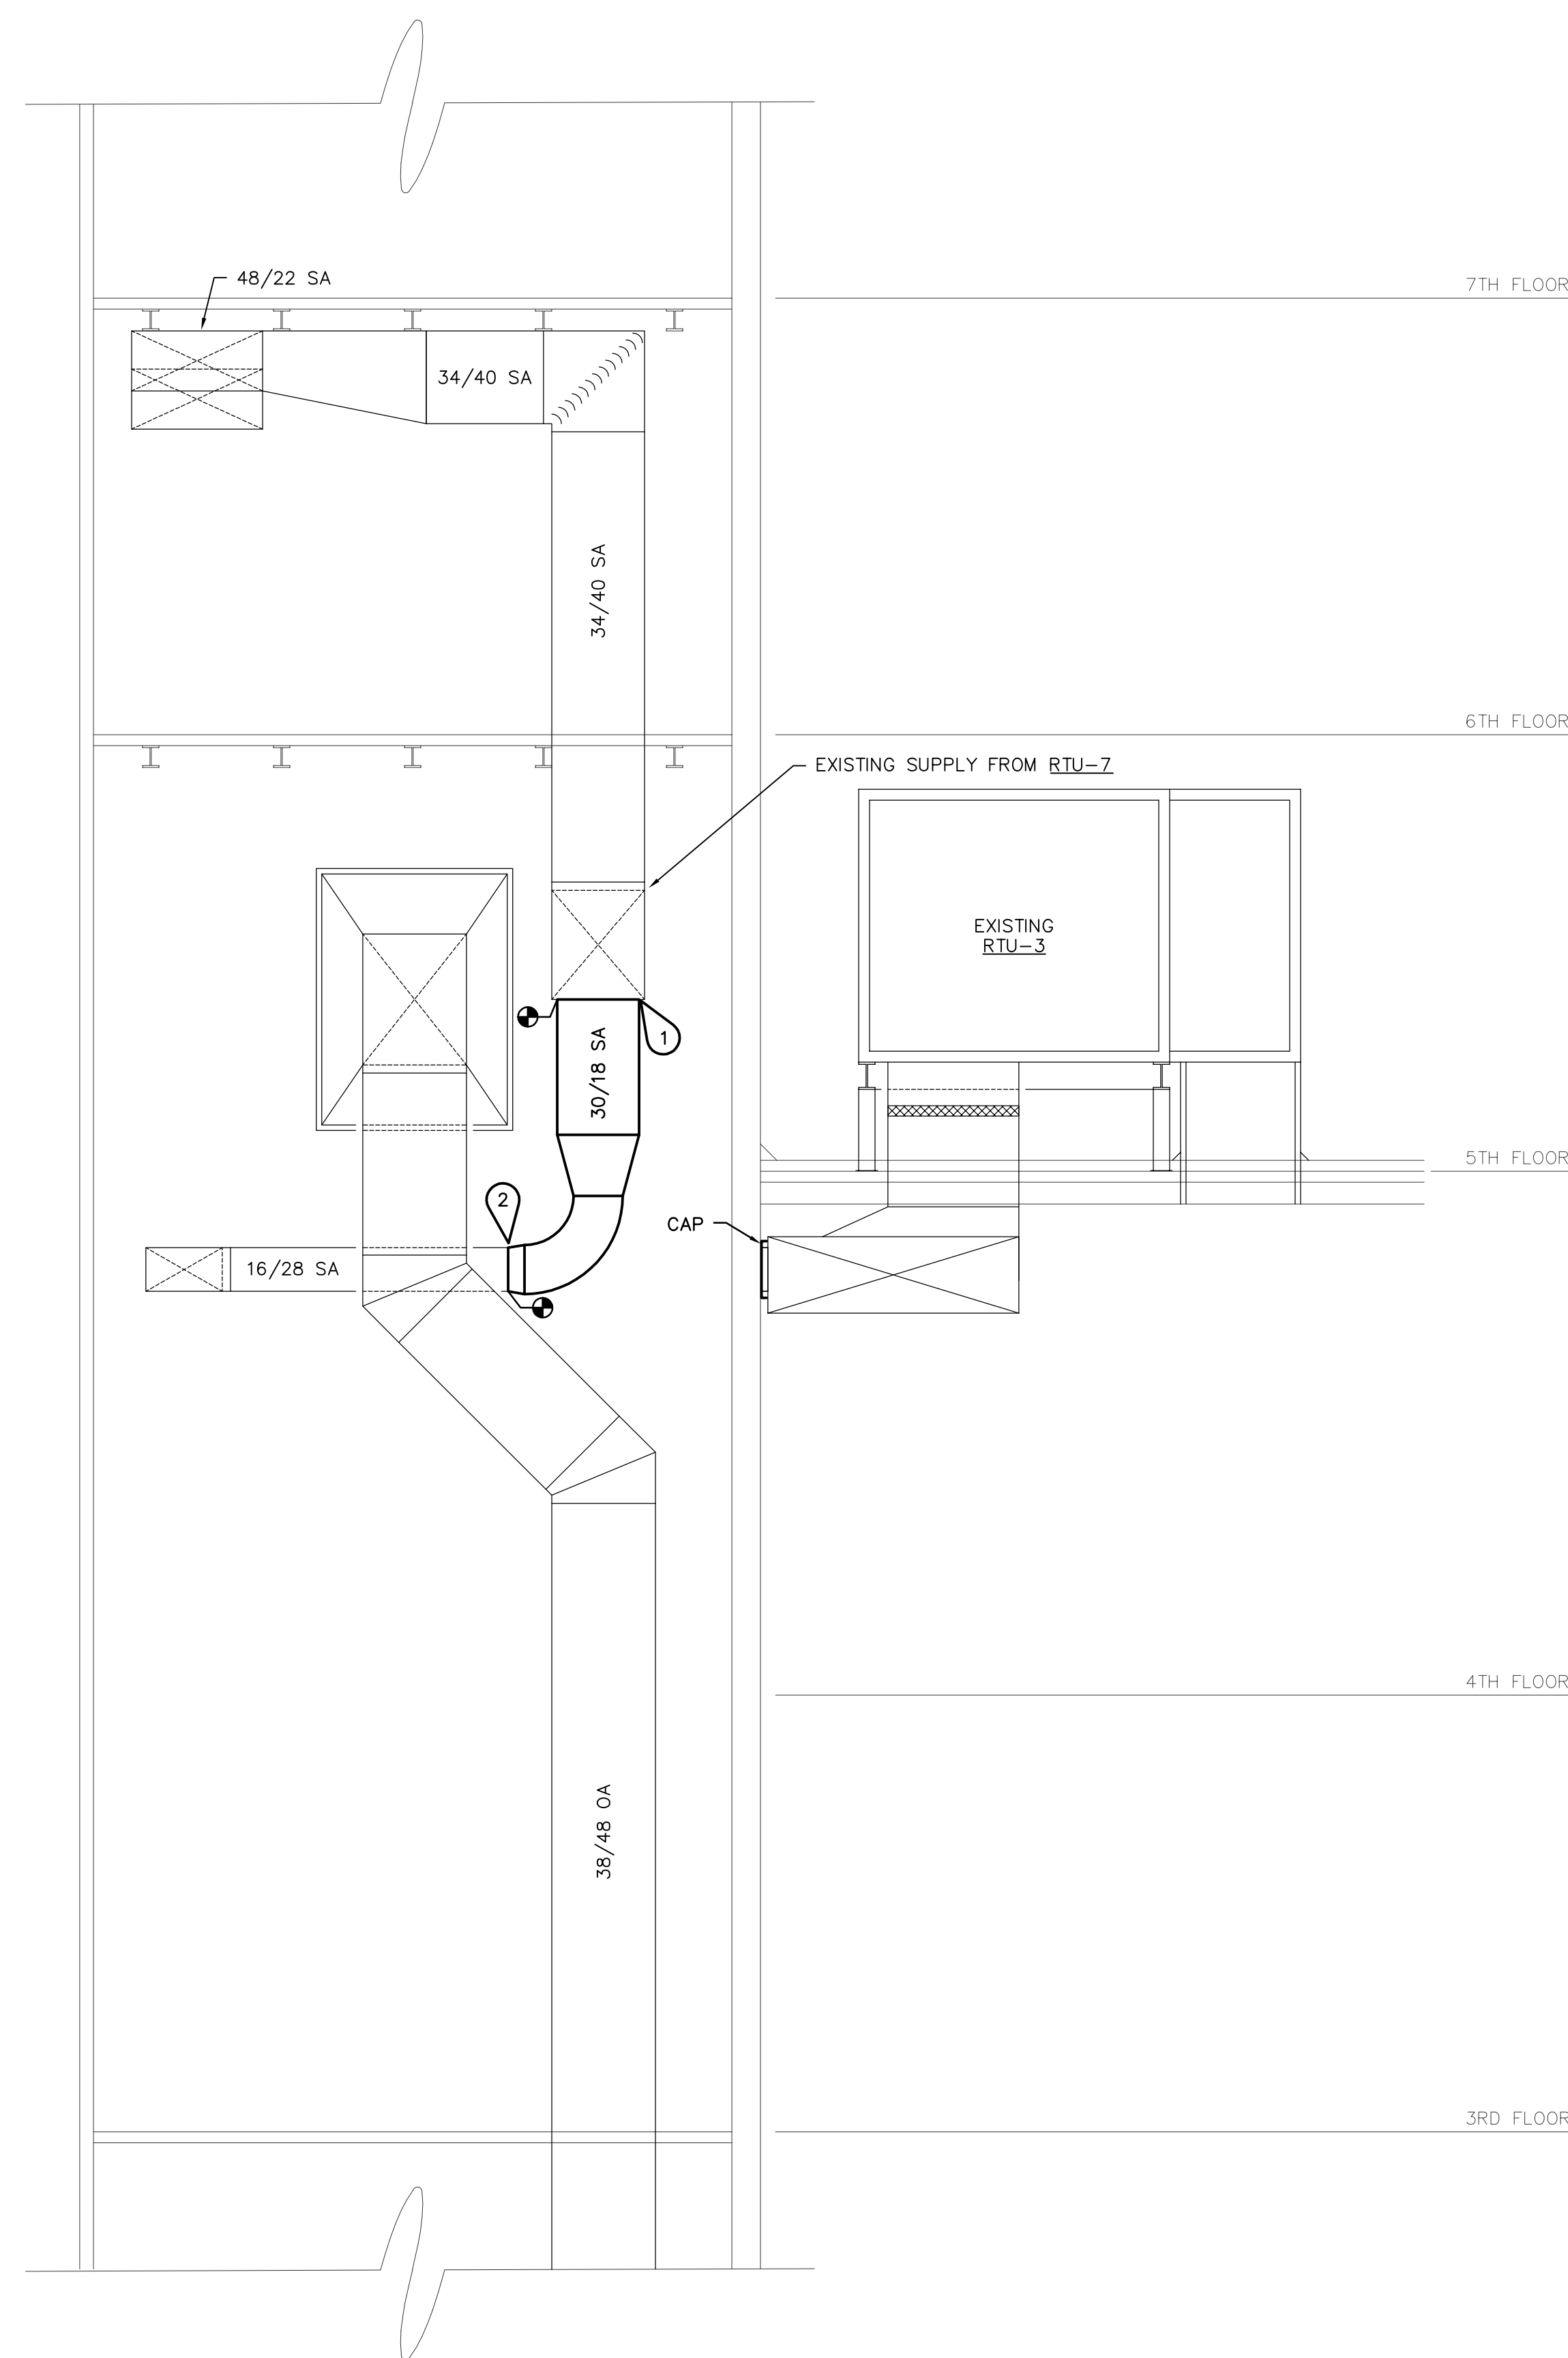 48/22 SA
7TH FLOOR
34/40 SA
34/40 SA
6TH FLOOR
EXISTING SUPPLY FROM RTU-7
EXISTING
RTU-3
1
30/18 SA
5TH FLOOR
2
CAP
16/28 SA
4TH FLOOR
38/48 OA
3RD FLOOR